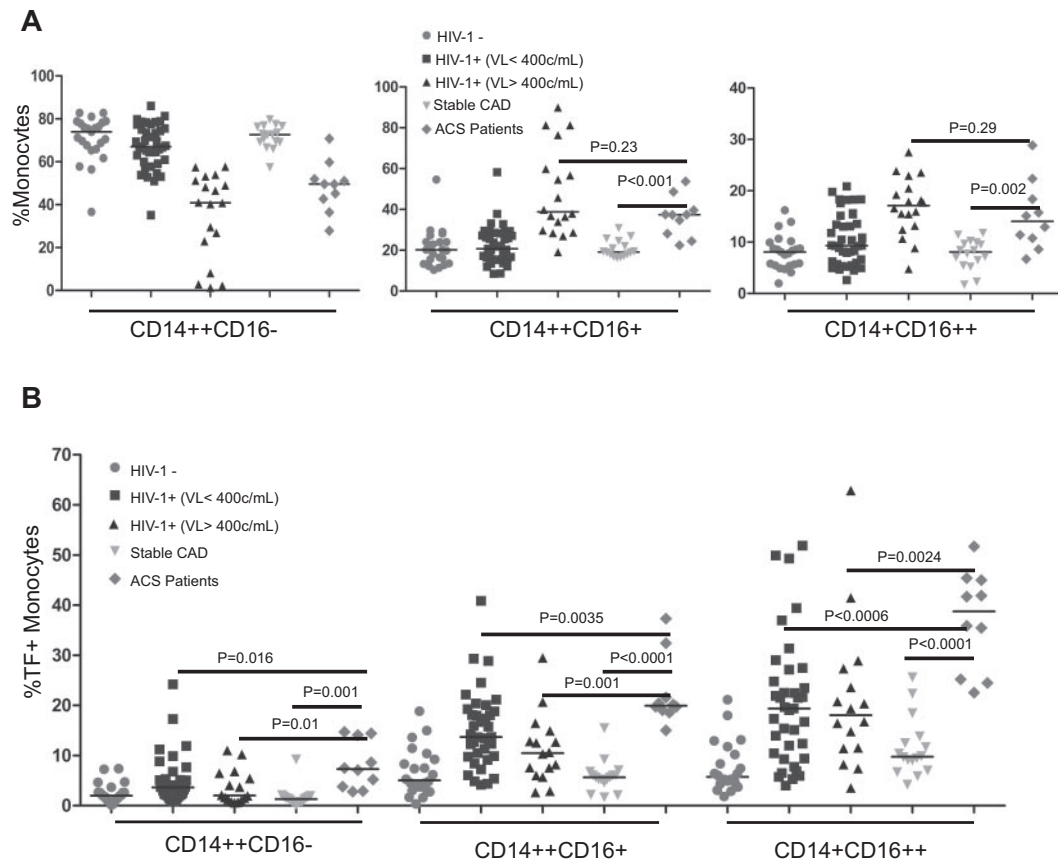 A
HIV-1 -
HIV-1+ (VL< 400c/mL)
HIV-1+ (VL> 400c/mL)
Stable CAD
ACS Patients
%Monocytes
100
80
60
40
20
0
CD14++CD16-
100
80
60
40
20
0
P=0.23
P<0.001
CD14++CD16+
40
30
20
10
0
P=0.29
P=0.002
CD14+CD16++
B
%TF+ Monocytes
70
60
50
40
30
20
10
0
HIV-1 -
HIV-1+ (VL< 400c/mL)
HIV-1+ (VL> 400c/mL)
Stable CAD
ACS Patients
P=0.016
P=0.001
P=0.01
CD14++CD16-
P=0.0035
P<0.0001
P=0.001
CD14++CD16+
P=0.0024
P<0.0006
P<0.0001
CD14+CD16++